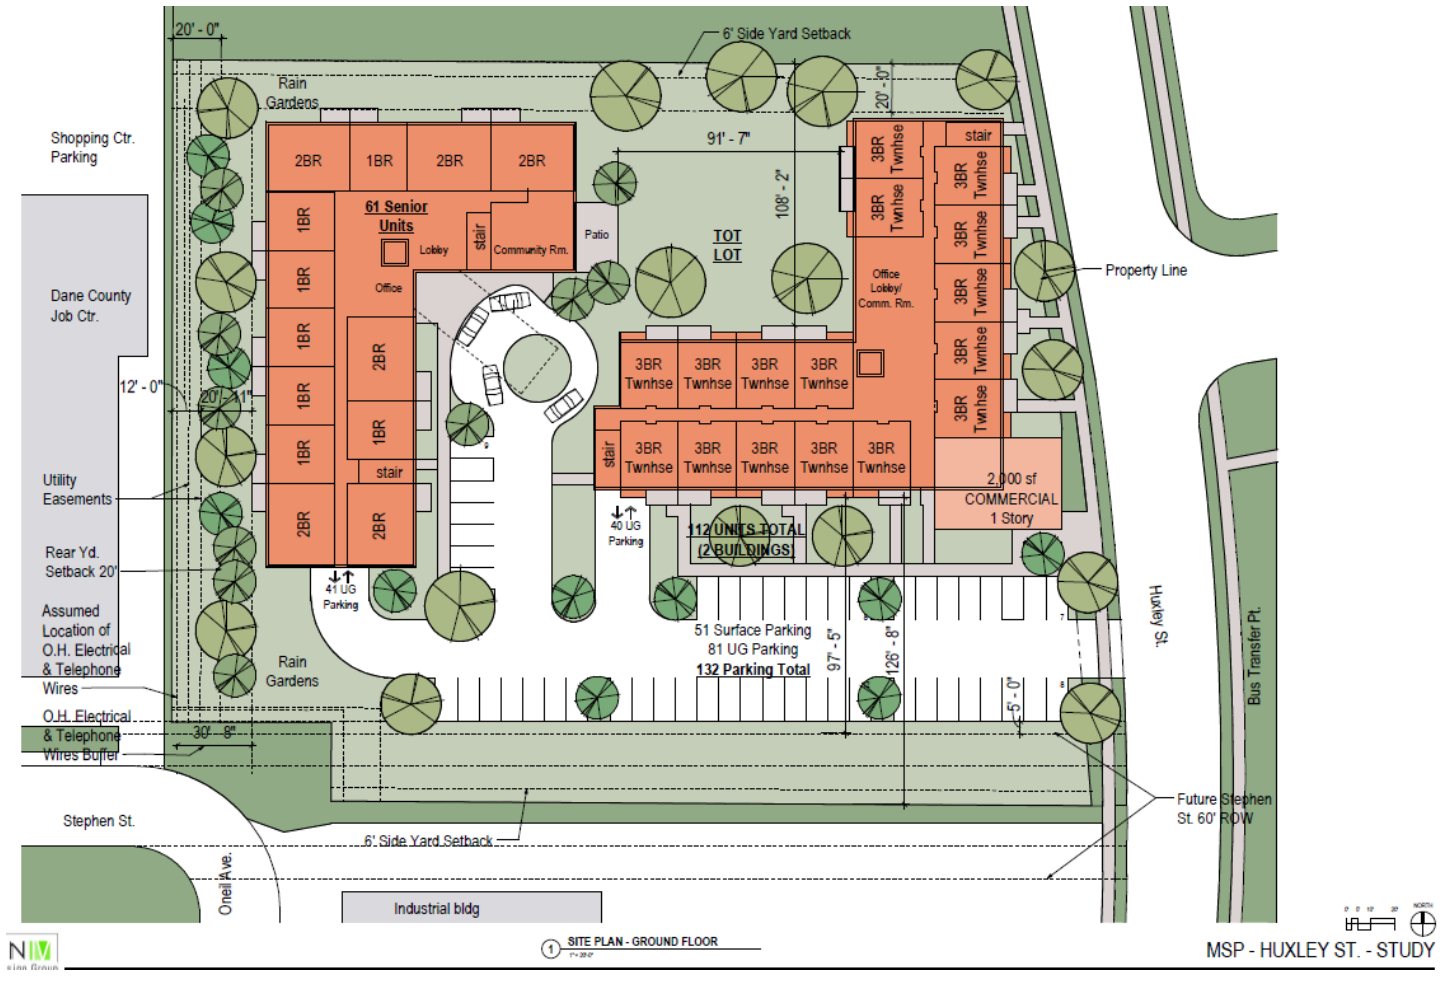 20' - 0"
6' Side Yard Setback
Rain
Gardens
20' - 0"
Shopping Ctr.
Parking
91' - 7"
3BR
Twnhse
stair
2BR
1BR
2BR
2BR
3BR
Twnhse
108' - 2"
3BR
Twnhse
61 Senior
Units
1BR
stair
Lobby
Community Rm.
Patio
TOT
LOT
3BR
Twnhse
Property Line
Office
Lobby/
Comm. Rm.
1BR
Office
3BR
Twnhse
Dane County
Job Ctr.
1BR
2BR
3BR
Twnhse
3BR
Twnhse
3BR
Twnhse
3BR
Twnhse
3BR
Twnhse
12' - 0"
20' - 11"
1BR
3BR
Twnhse
1BR
1BR
stair
stair
3BR
Twnhse
3BR
Twnhse
3BR
Twnhse
3BR
Twnhse
3BR
Twnhse
2,000 sf
COMMERCIAL
1 Story
Utility
Easements
2BR
2BR
40 UG
Parking
112 UNITS TOTAL
(2 BUILDINGS)
Rear Yd.
Setback 20'
41 UG
Parking
Huxley St.
Assumed
Location of
O.H. Electrical
& Telephone
Wires
51 Surface Parking
81 UG Parking
132 Parking Total
97' - 5"
126' - 8"
Rain
Gardens
5' - 0"
Bus Transfer Pt.
O.H. Electrical
& Telephone
Wires Buffer
30' - 8"
9
7
8
Future Stephen
St. 60' ROW
Stephen St.
6' Side Yard Setback
Oneil Ave.
Industrial bldg
NORTH
1
SITE PLAN - GROUND FLOOR
MSP - HUXLEY ST. - STUDY